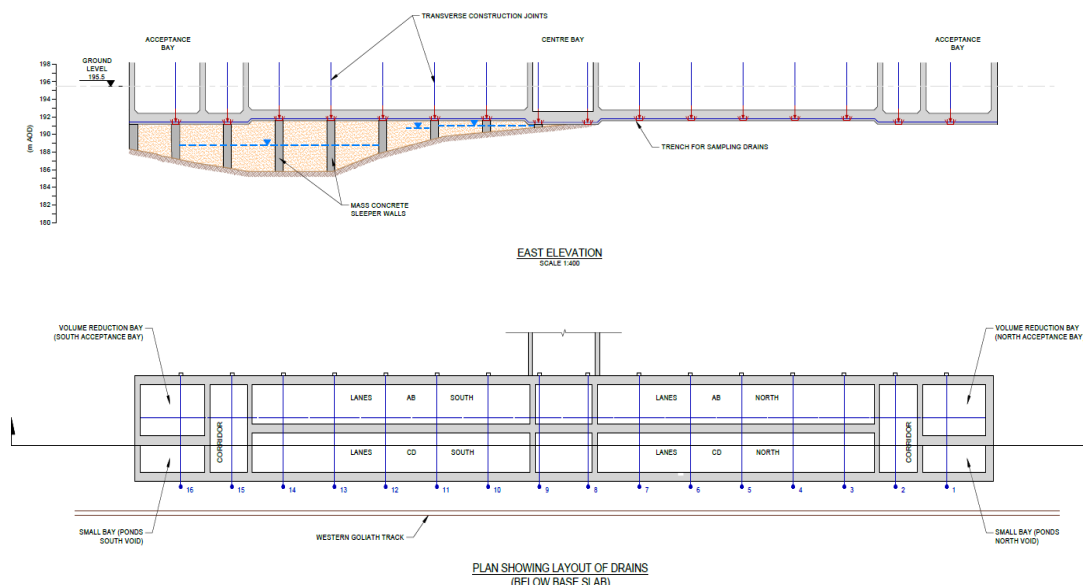 TRANSVERSE CONSTRUCTION JOINTS
ACCEPTANCE
BAY
CENTRE BAY
ACCEPTANCE
BAY
GROUND
LEVEL
195.5
198
196
194
192
190
188
186
184
182
180
(m AOD)
TRENCH FOR SAMPLING DRAINS
MASS CONCRETE
SLEEPER WALLS
EAST ELEVATION
SCALE 1:400
VOLUME REDUCTION BAY
(SOUTH ACCEPTANCE BAY)
VOLUME REDUCTION BAY
(NORTH ACCEPTANCE BAY
LANES AB SOUTH
LANES AB NORTH
CORRIDOR
LANES CD SOUTH
LANES CD NORTH
CORRIDOR
16 15 14 13 12 11 10 9 8 7 6 5 4 3 2 1
SMALL BAY (PONDS
SOUTH VOID)
WESTERN GOLIATH TRACK
SMALL BAY (PONDS
NORTH VOID)
PLAN SHOWING LAYOUT OF DRAINS
(BELOW BASE SLAB)